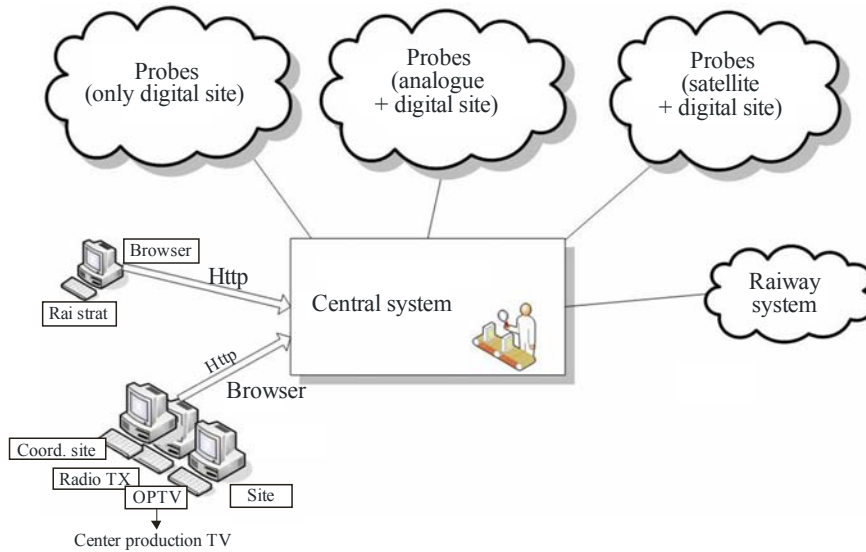 Probes
(only digital site)
Probes
(analogue
+ digital site)
Probes
(satellite
+ digital site)
Browser
Http
Rai strat
Central system
Raiway
system
Http
Browser
Coord. site
Radio TX
OPTV
Site
Center production TV